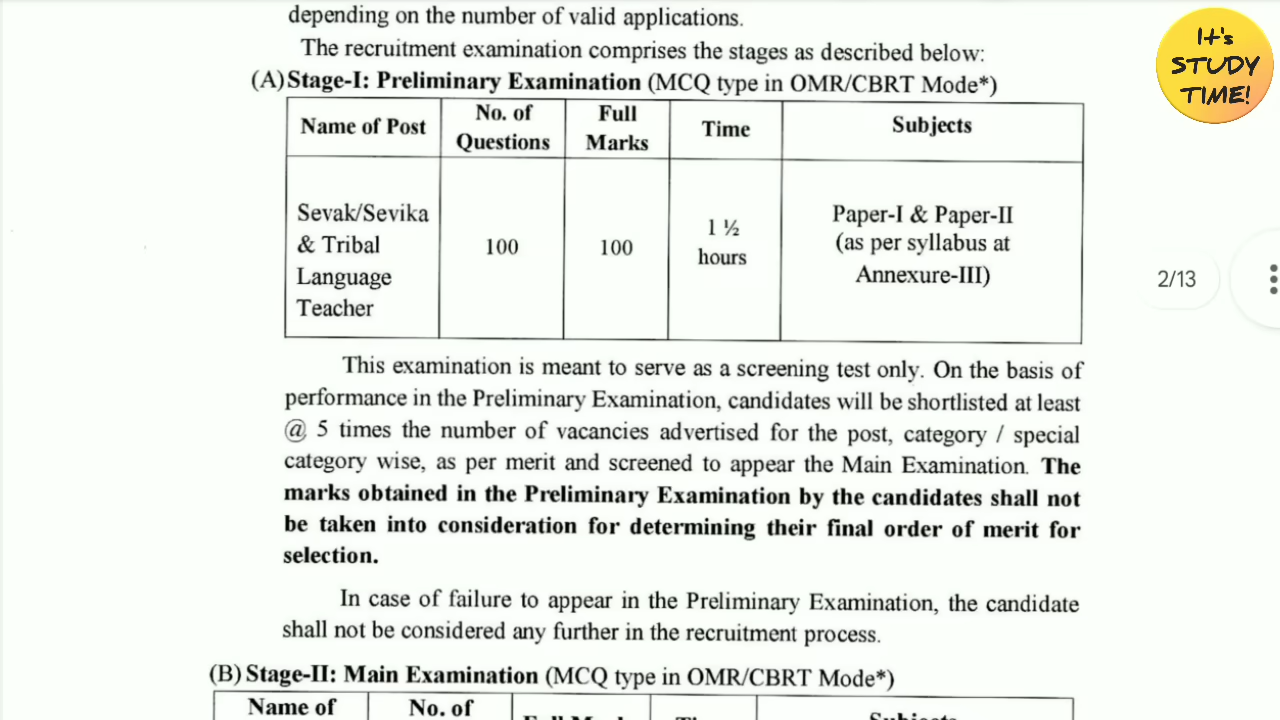 depending on the number of valid applications.
The recruitment examination comprises the stages as described below:
(A) Stage-I: Preliminary Examination (MCQ type in OMR/CBRT Mode*)
Name of Post
No. of
Questions
Full
Marks
Time
Subjects
Sevak/Sevika
& Tribal
Language
Teacher
100
100
1 ½
hours
Paper-I & Paper-II
(as per syllabus at
Annexure-III)
This examination is meant to serve as a screening test only. On the basis of
performance in the Preliminary Examination, candidates will be shortlisted at least
@ 5 times the number of vacancies advertised for the post, category / special
category wise, as per merit and screened to appear the Main Examination. The
marks obtained in the Preliminary Examination by the candidates shall not
be taken into consideration for determining their final order of merit for
selection.
In case of failure to appear in the Preliminary Examination, the candidate
shall not be considered any further in the recruitment process.
(B) Stage-II: Main Examination (MCQ type in OMR/CBRT Mode*)
Name of
No. of
It's
STUDY
TIME!
2/13